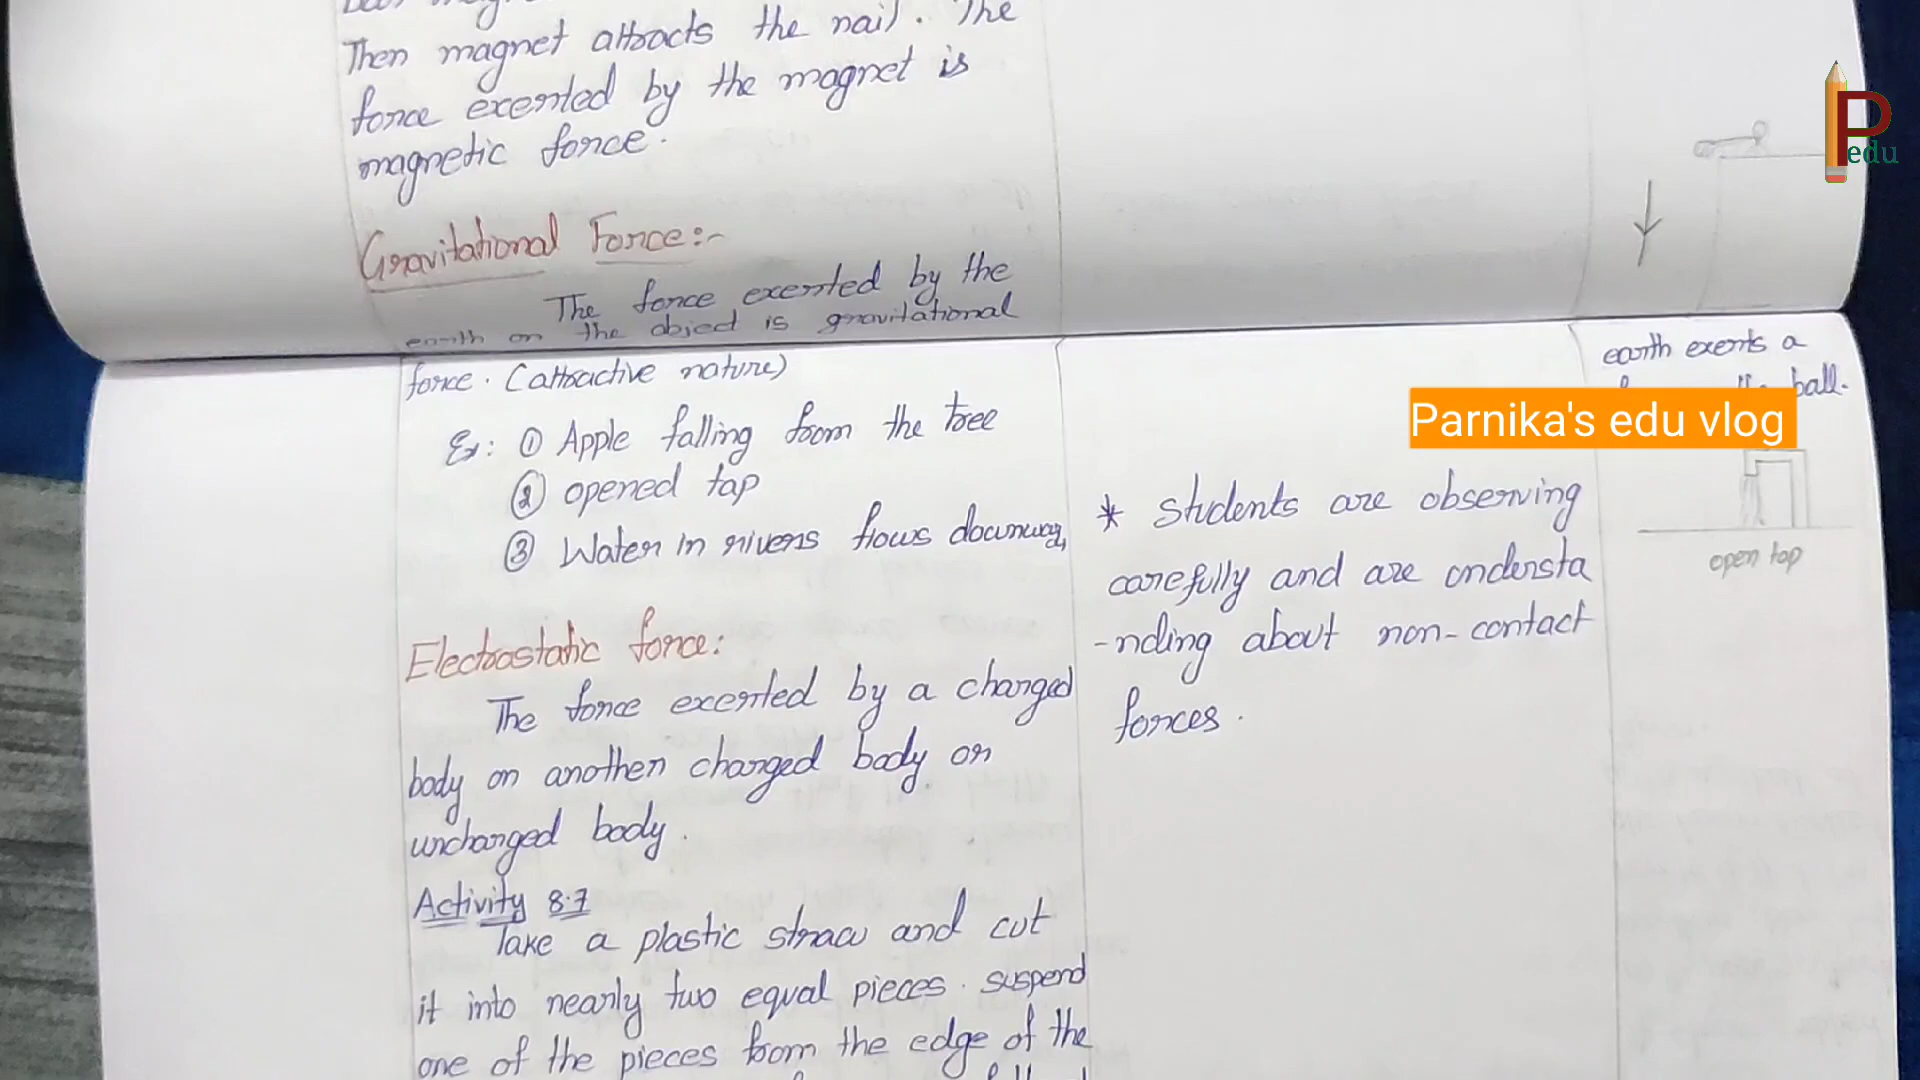 Then magnet attracts the nail. The
force exerted by the magnet is
magnetic force.
Gravitational Force:-
The force exerted by the
earth on the object is gravitational
force. (attractive nature)
Ex: ① Apple falling from the tree
② opened tap
③ Water in rivers flows downway,
Electrostatic force:
The force exerted by a charged
body on another charged body or
uncharged body.
Activity 8.7
Take a plastic straw and cut
it into nearly two equal pieces. suspend
one of the pieces from the edge of the
* Students are observing
carefully and are understa
-nding about non-contact
forces.
earth exerts a
ball.
open tap
Parnika's edu vlog
P
edu